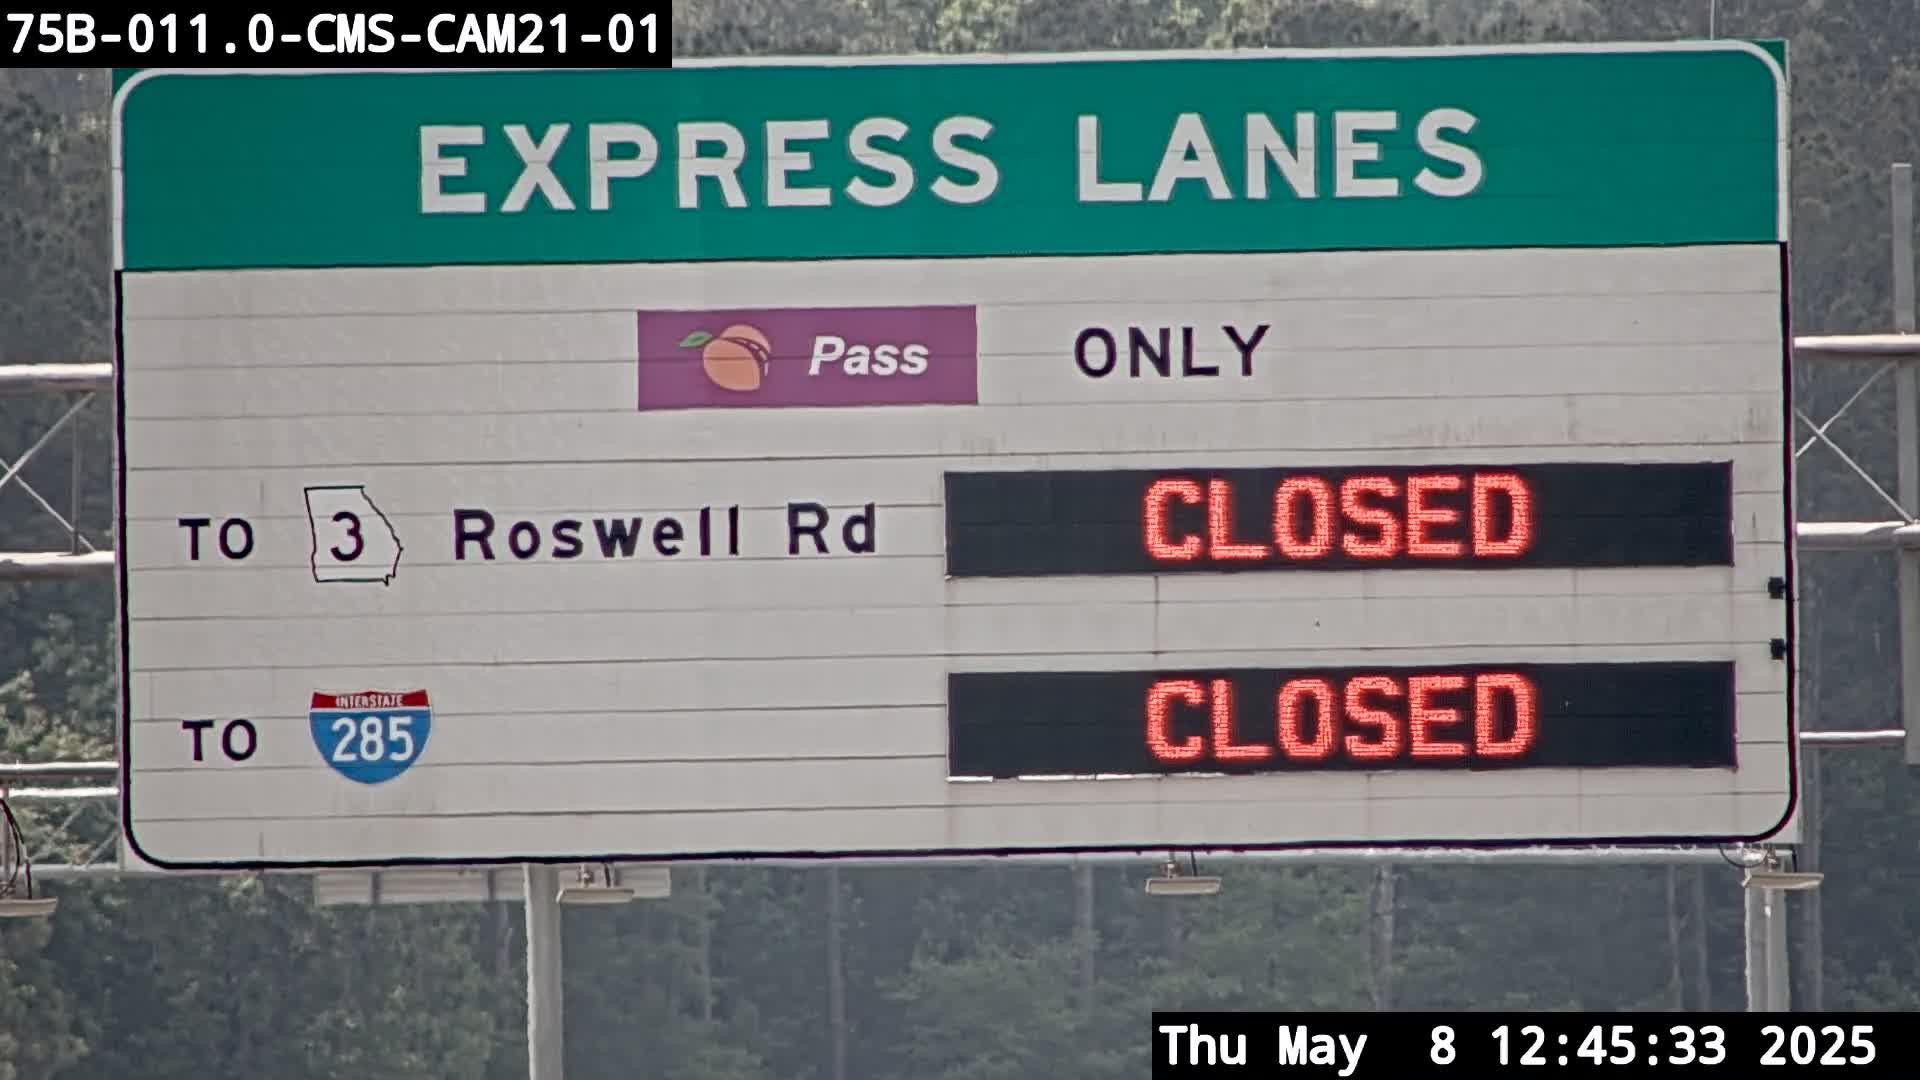 75B-011.0-CMS-CAM21-01
EXPRESS LANES
Pass ONLY
TO 3 Roswell Rd CLOSED
INTERSTATE
TO 285 CLOSED
Thu May 8 12:45:33 2025